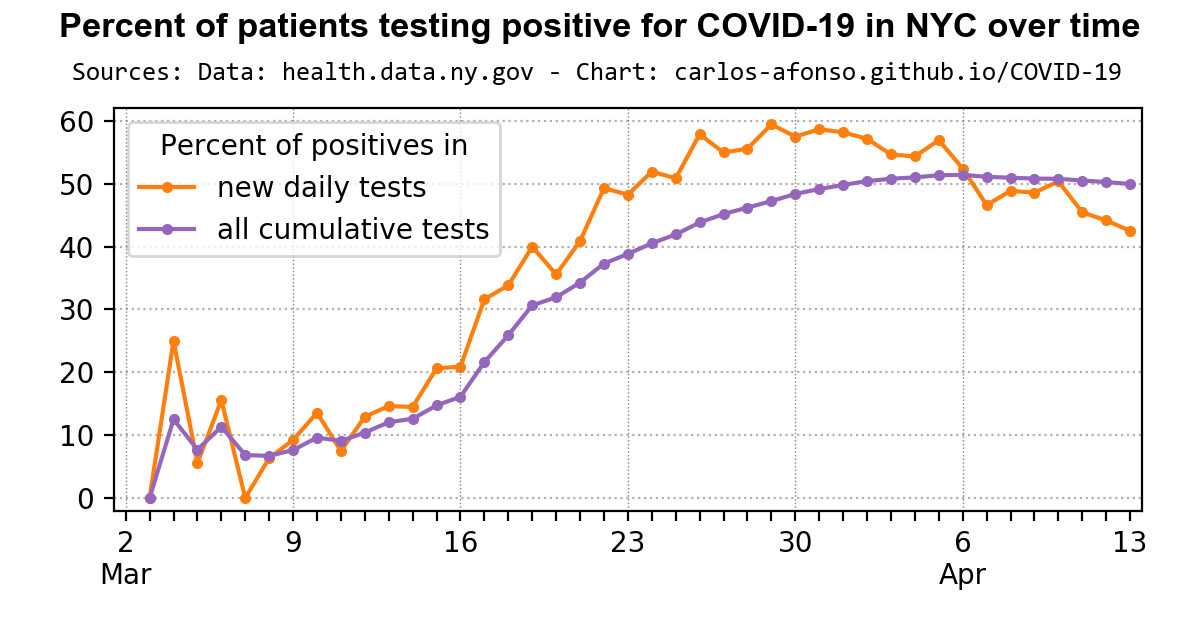 Percent of patients testing positive for COVID-19 in NYC over time
Sources: Data: health.data.ny.gov - Chart: carlos-afonso.github.io/COVID-19
Percent of positives in
new daily tests
all cumulative tests
60
50
40
30
20
10
0
2 9 16 23 30 6 13
Mar Apr